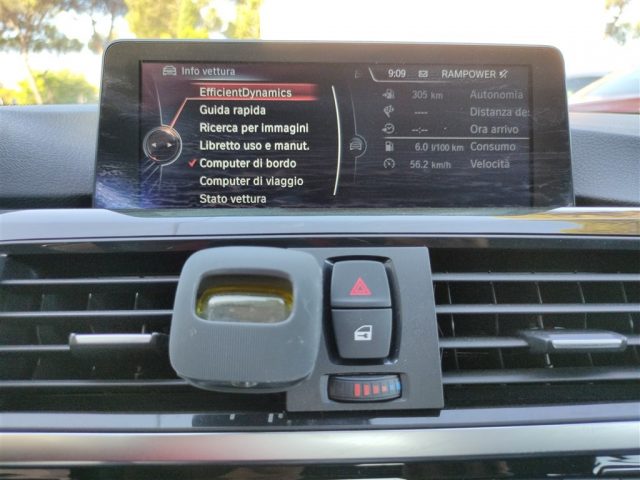 Info vettura
9:09 RAMPOWER
EfficientDynamics
Guida rapida
Ricerca per immagini
Libretto uso e manut.
Computer di bordo
Computer di viaggio
Stato vettura
305 km Autonomia
---- Distanza de
--:-- Ora arrivo
6.0 l/100 km Consumo
56.2 km/h Velocità